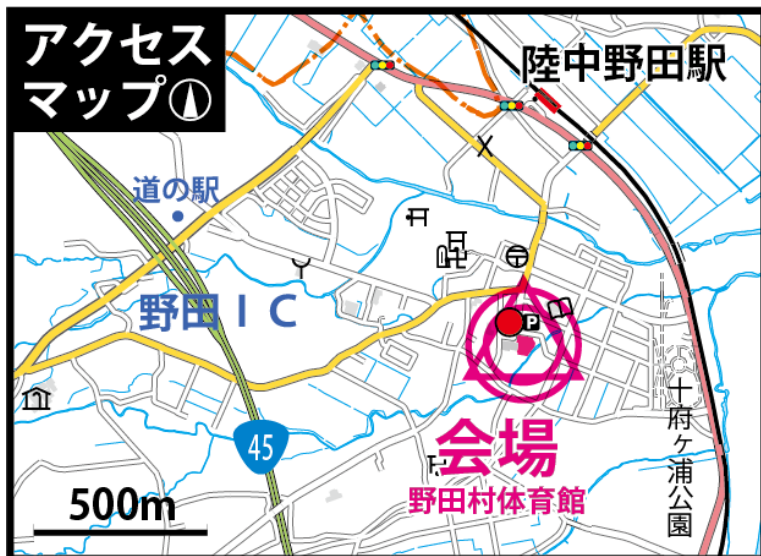 アクセス
マップ
陸中野田駅
道の駅
野田IC
P
45
会場
野田村体育館
十府ヶ浦公園
500m